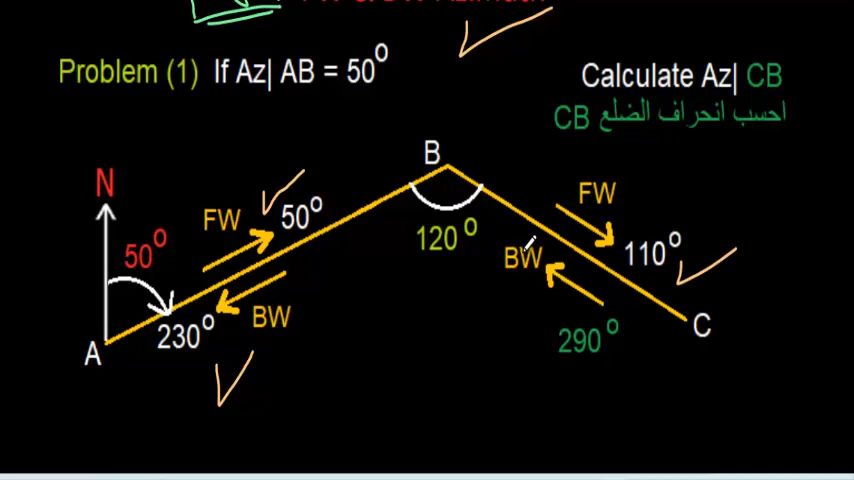 Problem (1) If Az| AB = 50°
Calculate Az| CB
احسب انحراف الضلع CB
B
N
FW
50°
FW
50°
120°
110°
BW
230°
BW
A
290°
C